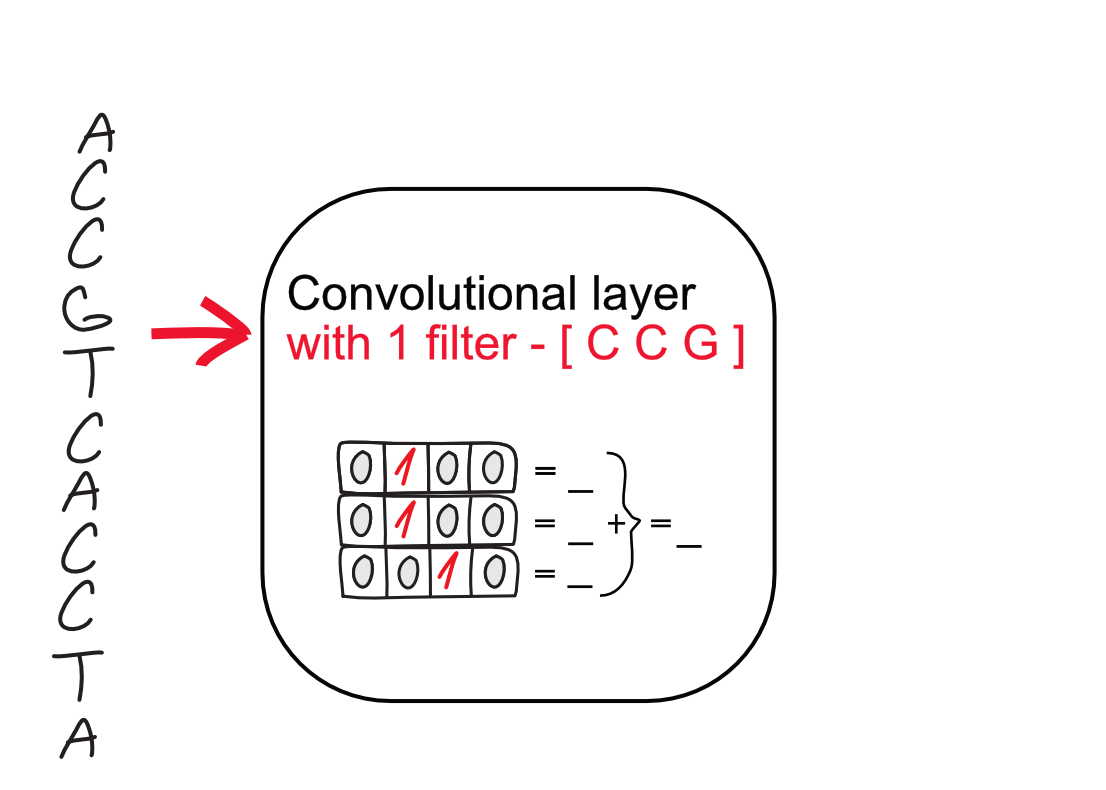 A
C
C
G
T
C
A
C
C
T
A
Convolutional layer
with 1 filter - [ C C G ]
0 1 0 0 = _
0 1 0 0 = _ + = _
0 0 1 0 = _